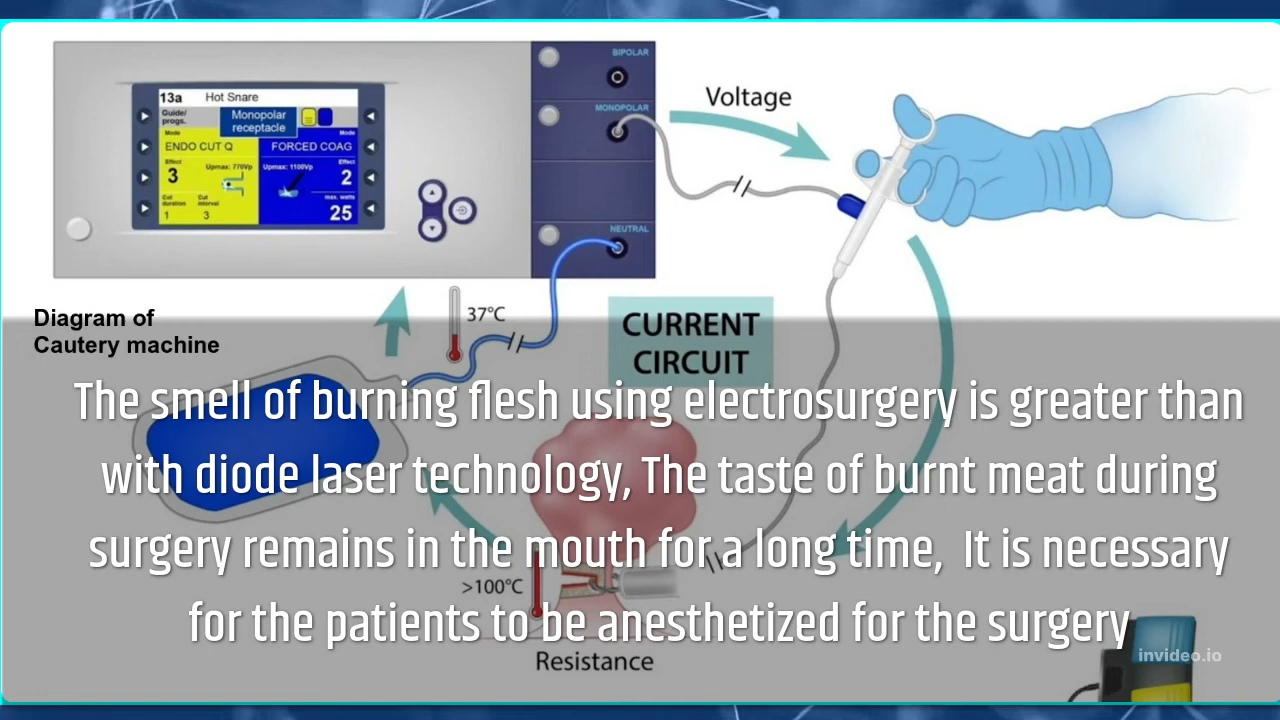 BIPOLAR
13a Hot Snare
Guide/
progs.
Monopolar
receptacle
MONOPOLAR
Voltage
Mode
Mode
ENDO CUT Q
FORCED COAG
Effect
Upmax: 770Vp
Upmax: 1100Vp
Effect
3
2
Cut
duration
Cut
interval
max. watts
1
3
25
NEUTRAL
37°C
Diagram of
Cautery machine
CURRENT
CIRCUIT
The smell of burning flesh using electrosurgery is greater than
with diode laser technology, The taste of burnt meat during
surgery remains in the mouth for a long time,  It is necessary
>100°C
for the patients to be anesthetized for the surgery
invideo.io
Resistance